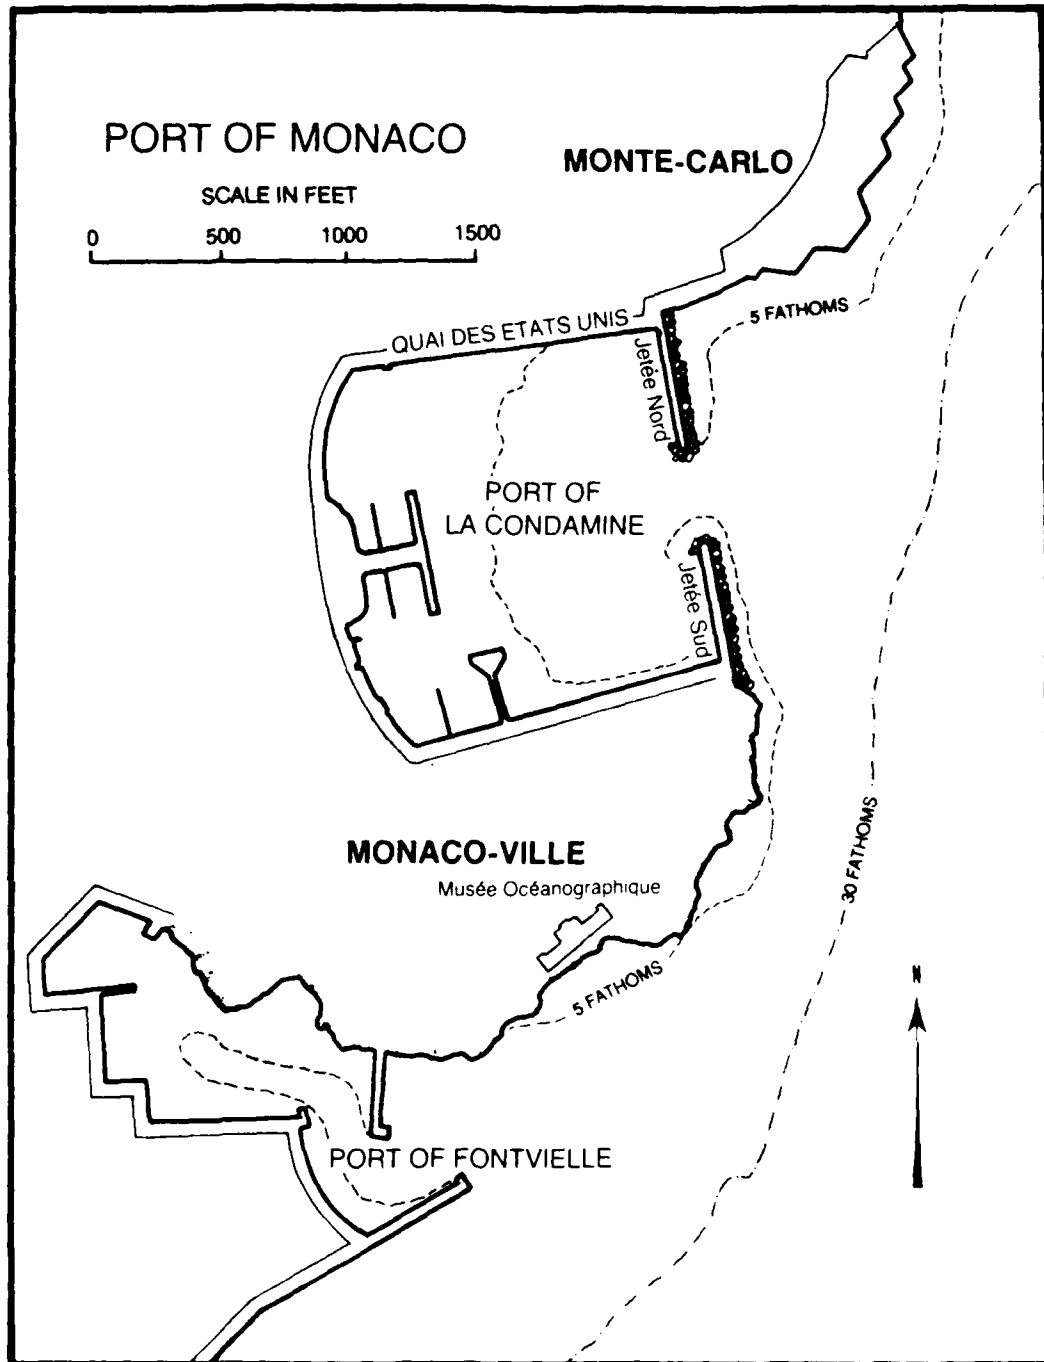 PORT OF MONACO
SCALE IN FEET
0 500 1000 1500
MONTE-CARLO
5 FATHOMS
QUAI DES ETATS UNIS
Jetée Nord
PORT OF
LA CONDAMINE
Jetée Sud
30 FATHOMS
MONACO-VILLE
Musée Océanographique
5 FATHOMS
N
PORT OF FONTVIELLE